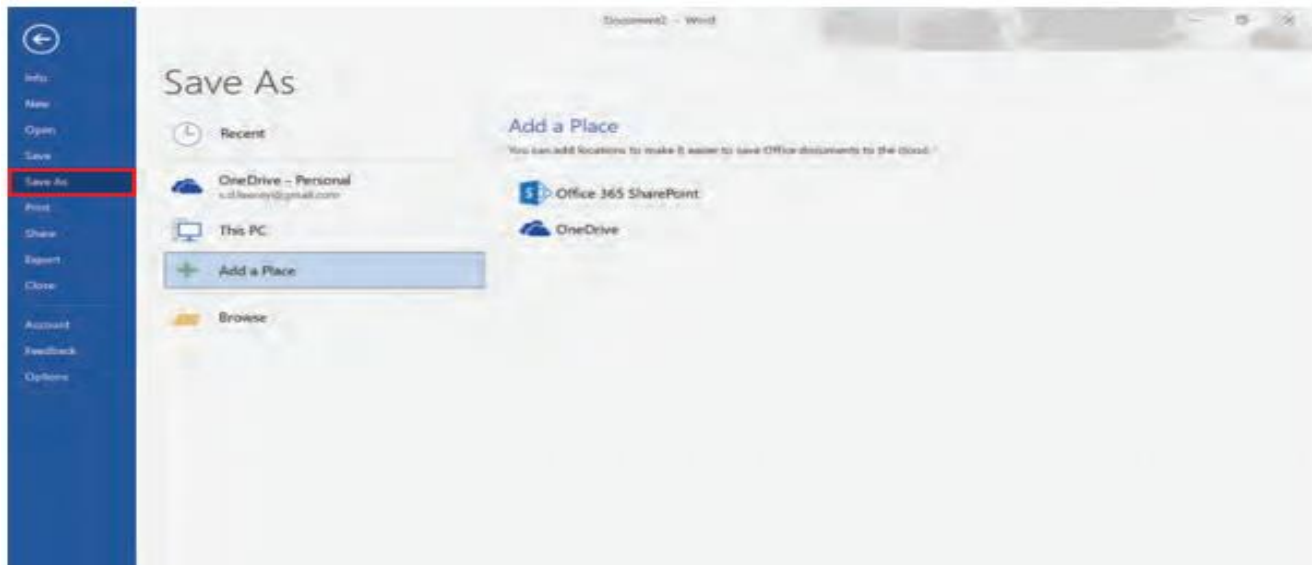 Document2 - Word
Info
New
Open
Save
Save As
Print
Share
Export
Close
Account
Feedback
Options
Save As
Recent
OneDrive – Personal
This PC
Add a Place
Browse
Add a Place
You can add locations to make it easier to save Office documents to the cloud.
Office 365 SharePoint
OneDrive